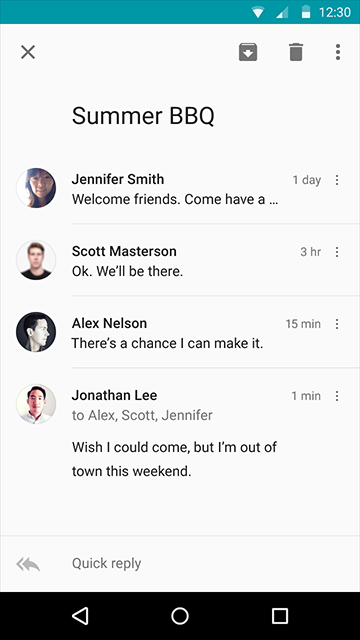 12:30
Summer BBQ
Jennifer Smith 1 day
Welcome friends. Come have a ...
Scott Masterson 3 hr
Ok. We'll be there.
Alex Nelson 15 min
There's a chance I can make it.
Jonathan Lee 1 min
to Alex, Scott, Jennifer
Wish I could come, but I'm out of
town this weekend.
Quick reply